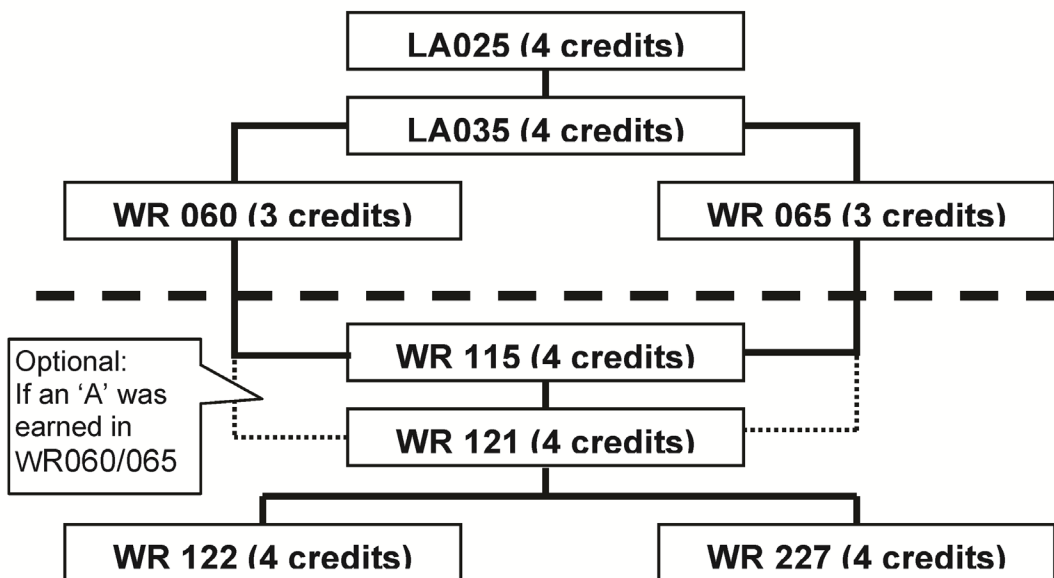 LA025 (4 credits)
LA035 (4 credits)
WR 060 (3 credits)
WR 065 (3 credits)
WR 115 (4 credits)
Optional:
If an ‘A’ was
earned in
WR060/065
WR 121 (4 credits)
WR 122 (4 credits)
WR 227 (4 credits)